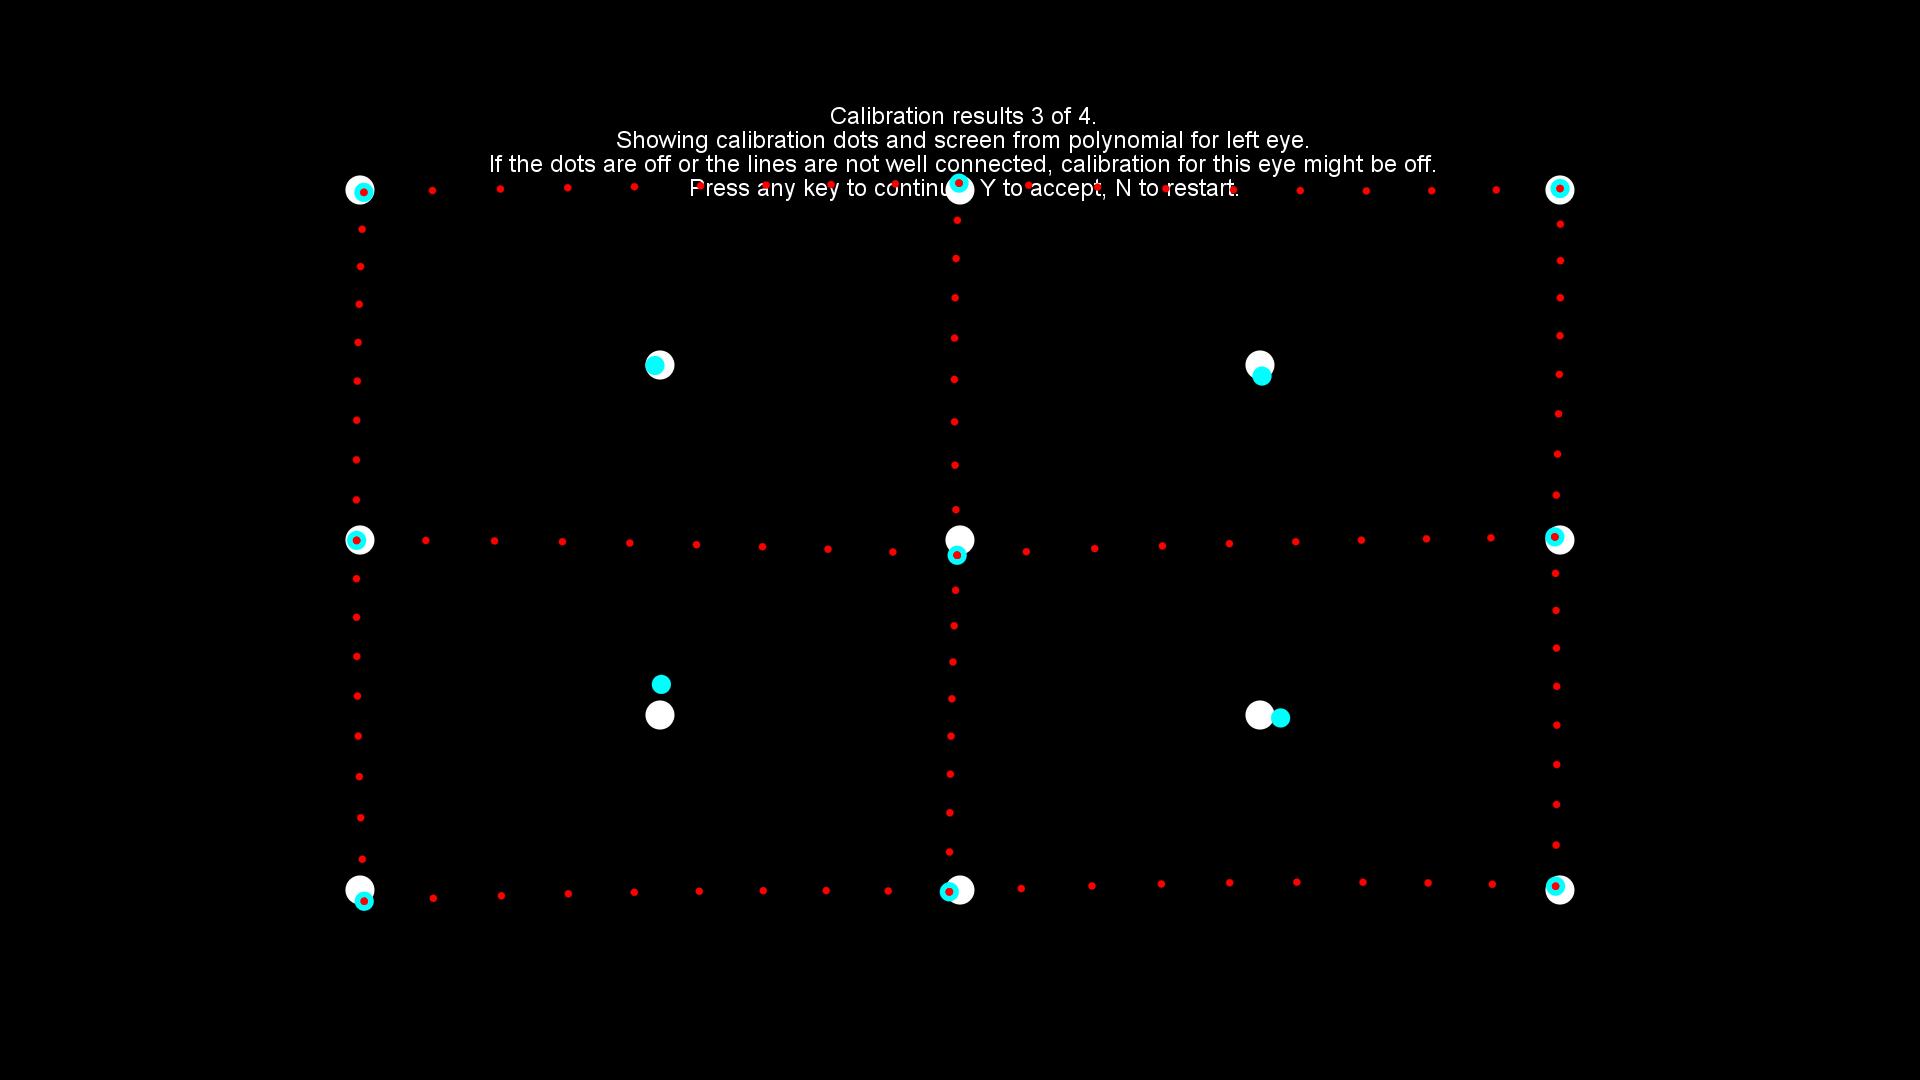 Calibration results 3 of 4.
Showing calibration dots and screen from polynomial for left eye.
If the dots are off or the lines are not well connected, calibration for this eye might be off.
Press any key to continue, Y to accept, N to restart.